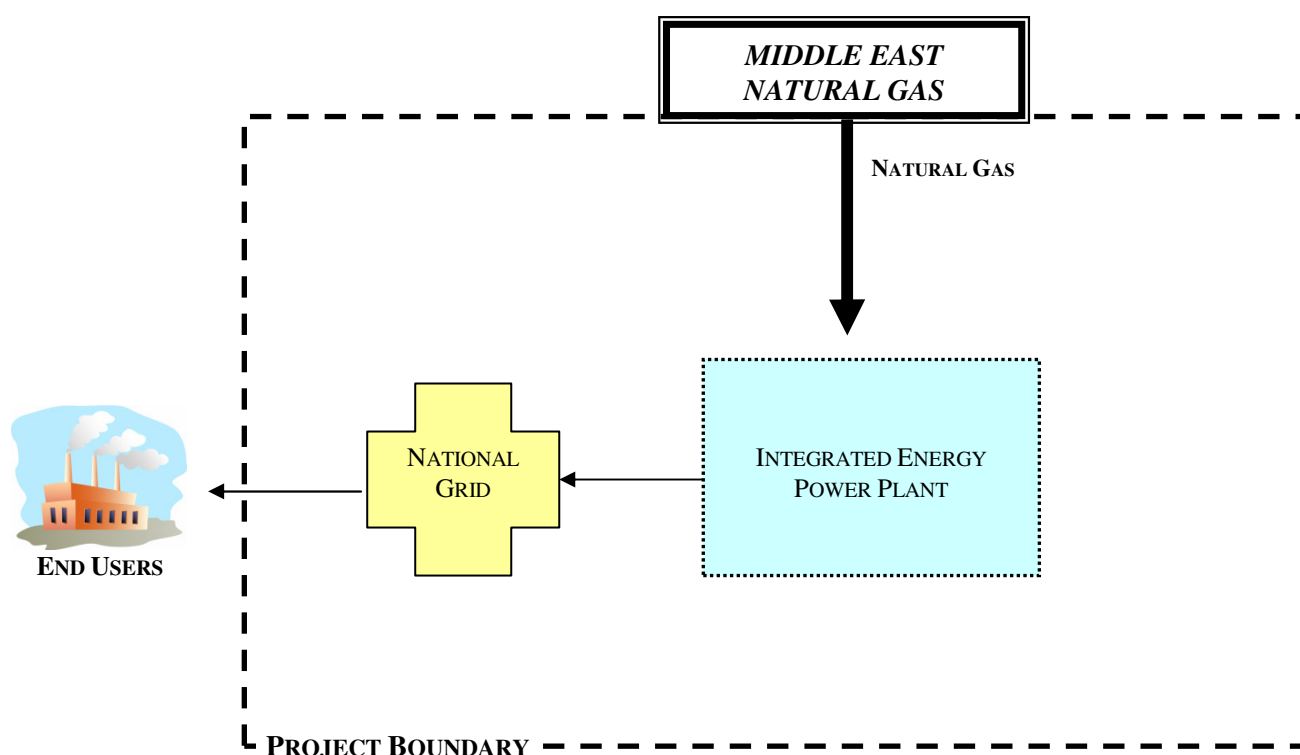 MIDDLE EAST
NATURAL GAS
NATURAL GAS
NATIONAL
GRID
INTEGRATED ENERGY
POWER PLANT
END USERS
PROJECT BOUNDARY